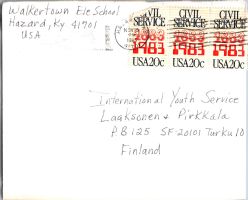 Walkertown Ele School
Hazard, Ky 41701
USA
CIVIL SERVICE CIVIL SERVICE CIVIL SERVICE
1883 1883 1883
1983 1983 1983
USA 20c USA 20c USA 20c
International Youth Service
Laaksonen & Pirkkala
P.B 125 SF-20101 Turku 10
Finland